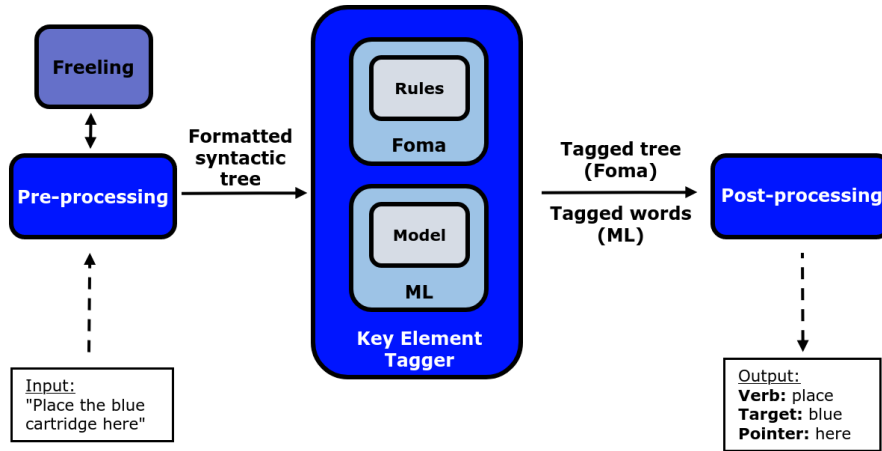 Freeling
Pre-processing
Formatted
syntactic
tree
Rules
Foma
Model
ML
Key Element
Tagger
Tagged tree
(Foma)
Tagged words
(ML)
Post-processing
Input:
"Place the blue
cartridge here"
Output:
Verb: place
Target: blue
Pointer: here